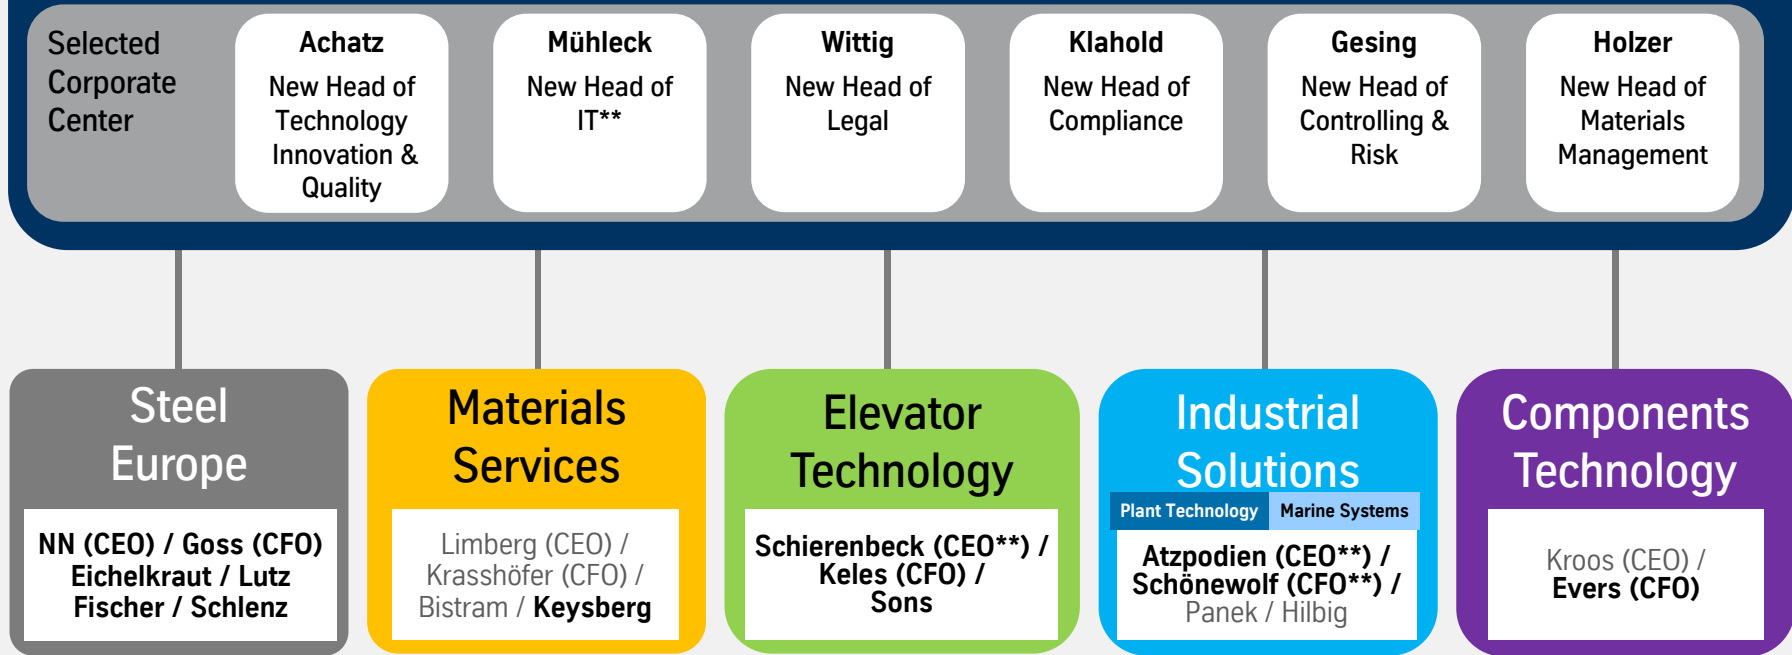 Selected
Corporate
Center
Achatz
New Head of
Technology
Innovation &
Quality
Mühleck
New Head of
IT**
Wittig
New Head of
Legal
Klahold
New Head of
Compliance
Gesing
New Head of
Controlling &
Risk
Holzer
New Head of
Materials
Management
Steel
Europe
NN (CEO) / Goss (CFO)
Eichelkraut / Lutz
Fischer / Schlenz
Materials
Services
Limberg (CEO) /
Krasshöfer (CFO) /
Bistram / Keysberg
Elevator
Technology
Schierenbeck (CEO**) /
Keles (CFO) /
Sons
Industrial
Solutions
Plant Technology
Marine Systems
Atzpodien (CEO**) /
Schönewolf (CFO**) /
Panek / Hilbig
Components
Technology
Kroos (CEO) /
Evers (CFO)